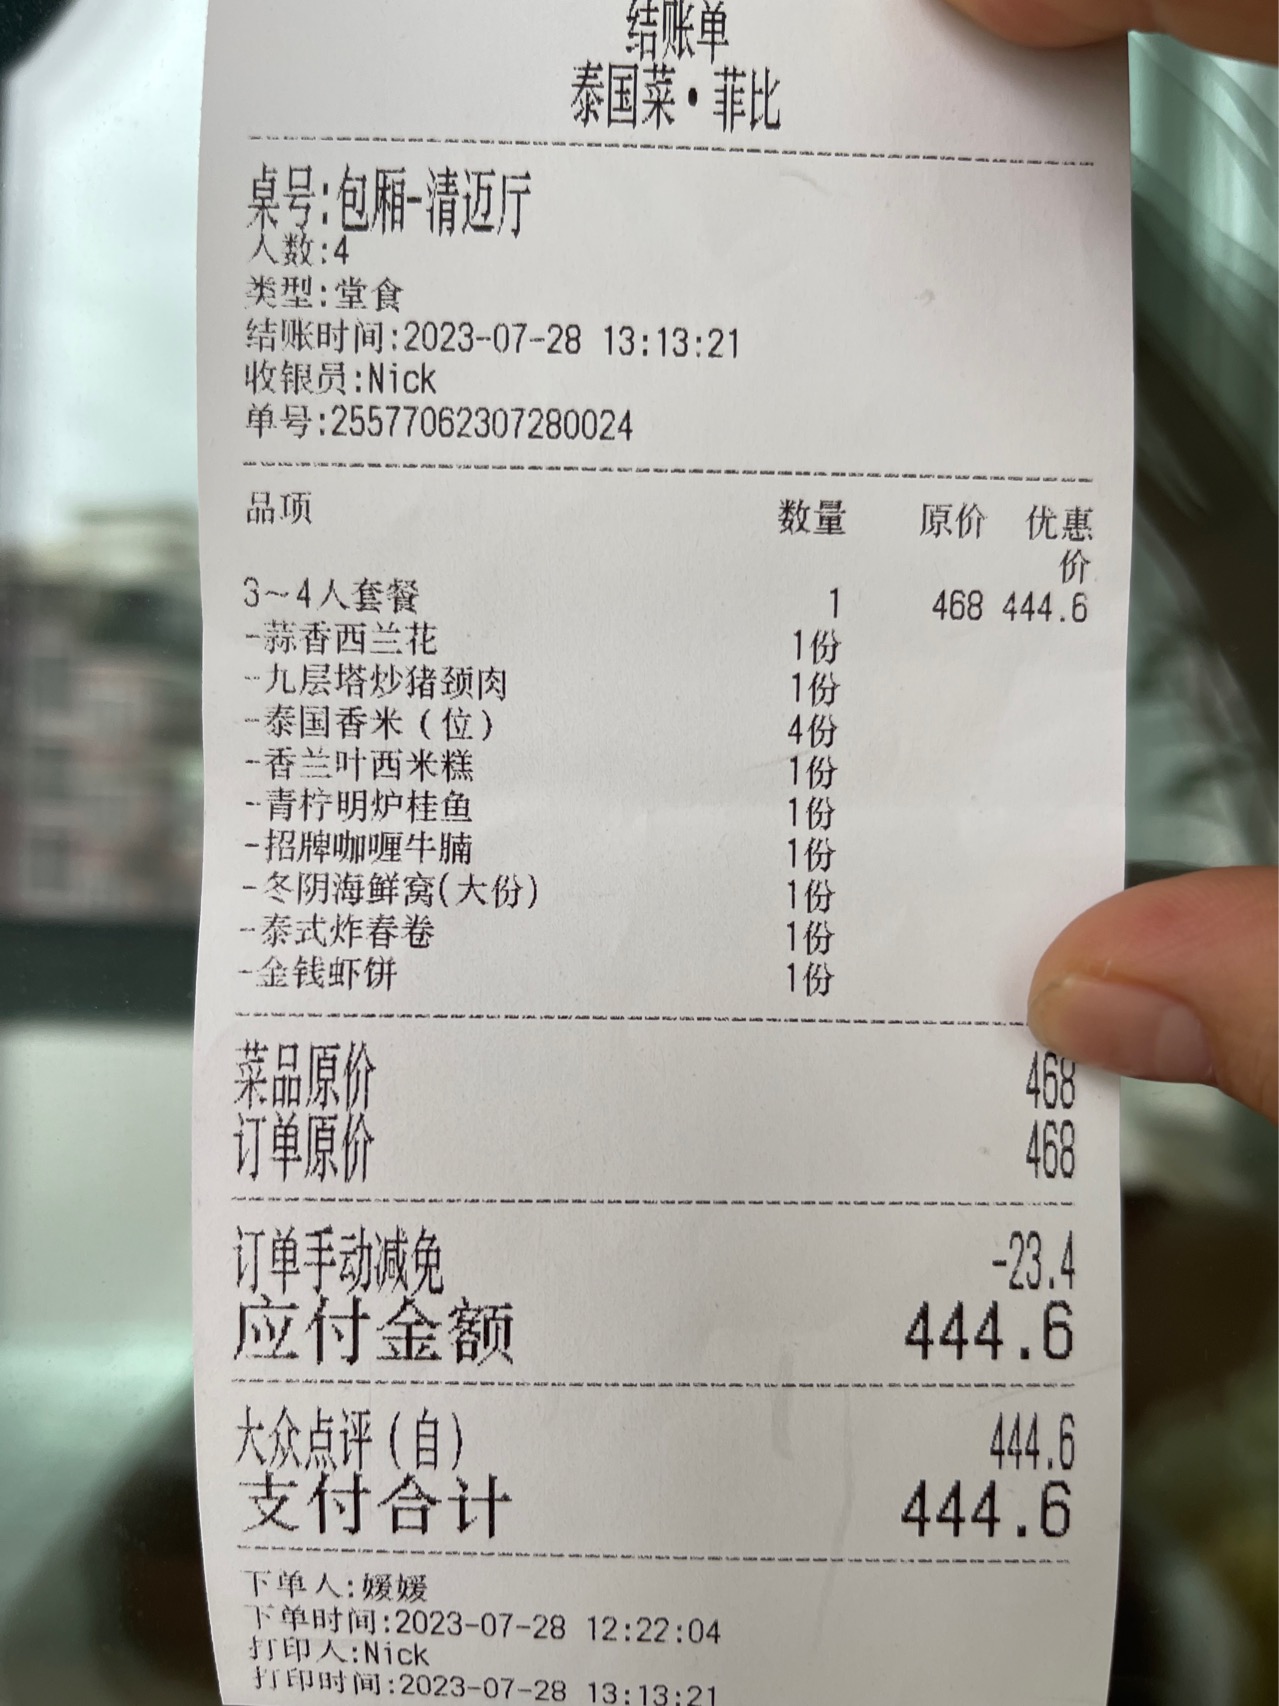 结账单
泰国菜·菲比
桌号:包厢-清迈厅
人数:4
类型:堂食
结账时间:2023-07-28 13:13:21
收银员:Nick
单号:25577062307280024
品项 数量 原价 优惠价
3~4人套餐 1 468 444.6
-蒜香西兰花 1份
-九层塔炒猪颈肉 1份
-泰国香米(位) 4份
-香兰叶西米糕 1份
-青柠明炉桂鱼 1份
-招牌咖喱牛腩 1份
-冬阴海鲜窝(大份) 1份
-泰式炸春卷 1份
-金钱虾饼 1份
菜品原价 468
订单原价 468
订单手动减免 -23.4
应付金额 444.6
大众点评(自) 444.6
支付合计 444.6
下单人:嫒嫒
下单时间:2023-07-28 12:22:04
打印人:Nick
打印时间:2023-07-28 13:13:21